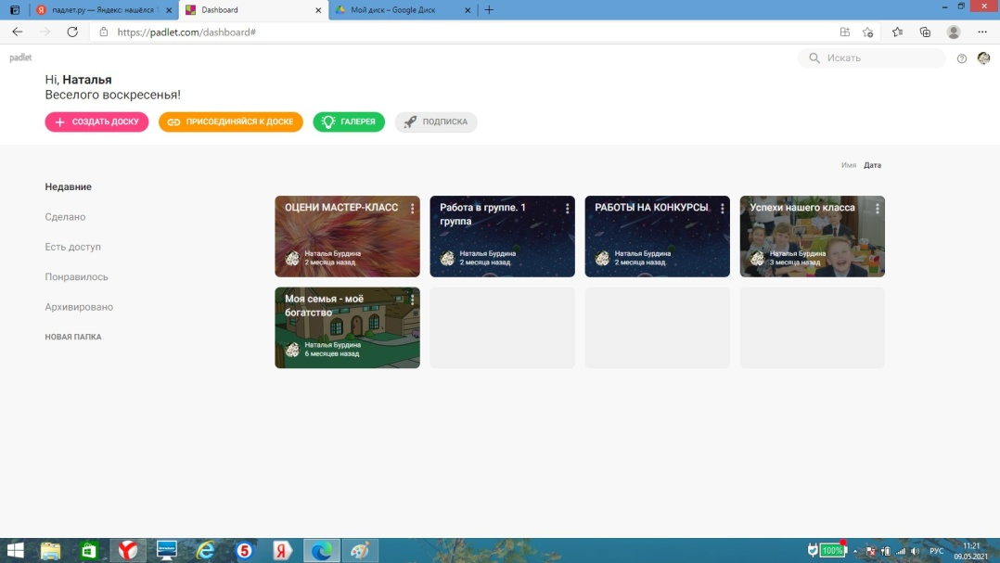 падлет.ру — Яндекс: нашёлся 1
Dashboard
Мой диск – Google Диск
https://padlet.com/dashboard#
padlet
Искать
Hi, Наталья
Веселого воскресенья!
СОЗДАТЬ ДОСКУ
ПРИСОЕДИНЯЙСЯ К ДОСКЕ
ГАЛЕРЕЯ
ПОДПИСКА
Имя Дата
Недавние
Сделано
Есть доступ
Понравилось
Архивировано
НОВАЯ ПАПКА
ОЦЕНИ МАСТЕР-КЛАСС
Наталья Бурдина
2 месяца назад
Работа в группе. 1
группа
Наталья Бурдина
2 месяца назад
РАБОТЫ НА КОНКУРСЫ
Наталья Бурдина
2 месяца назад
Успехи нашего класса
Наталья Бурдина
3 месяца назад
Моя семья - моё
богатство
Наталья Бурдина
6 месяцев назад
100%
РУС
11:21
09.05.2021